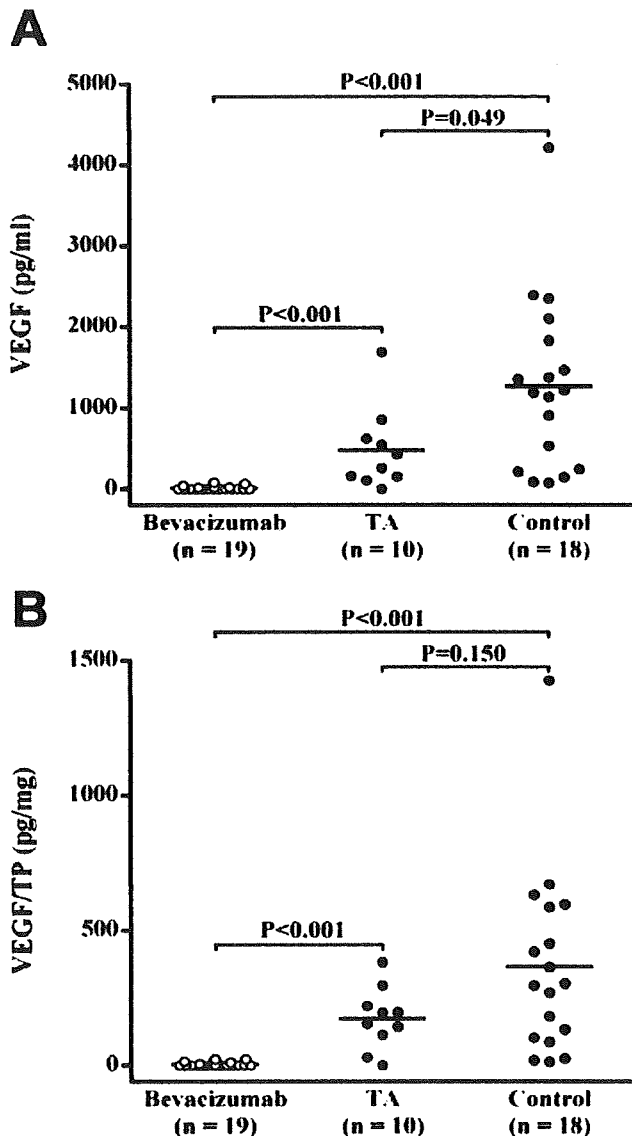 A
P<0.001
5000
P=0.049
4000
3000
VEGF (pg/ml)
P<0.001
2000
1000
0
Bevacizumab TA Control
(n = 19) (n = 10) (n = 18)
B
P<0.001
1500
P=0.150
1000
VEGF/TP (pg/mg)
P<0.001
500
0
Bevacizumab TA Control
(n = 19) (n = 10) (n = 18)